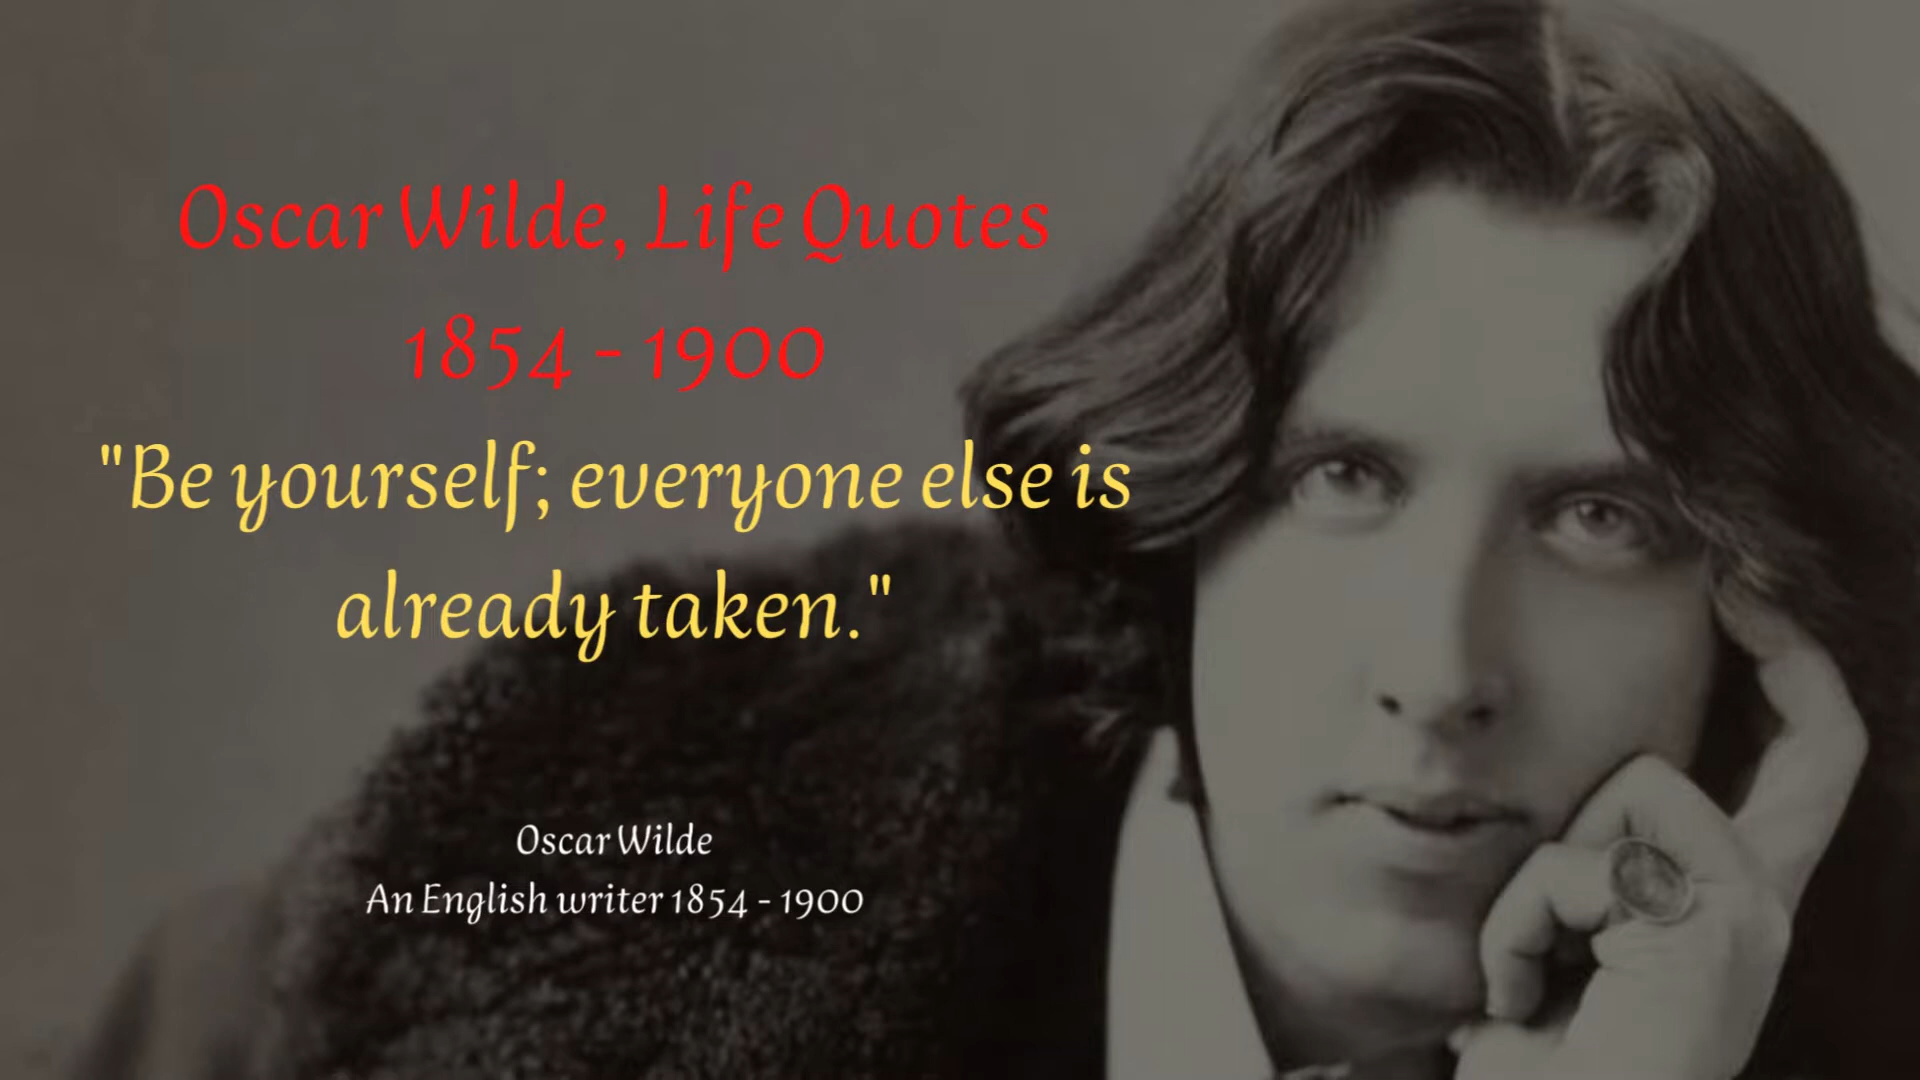 Oscar Wilde, Life Quotes
1854 - 1900
"Be yourself; everyone else is
already taken."
Oscar Wilde
An English writer 1854 - 1900